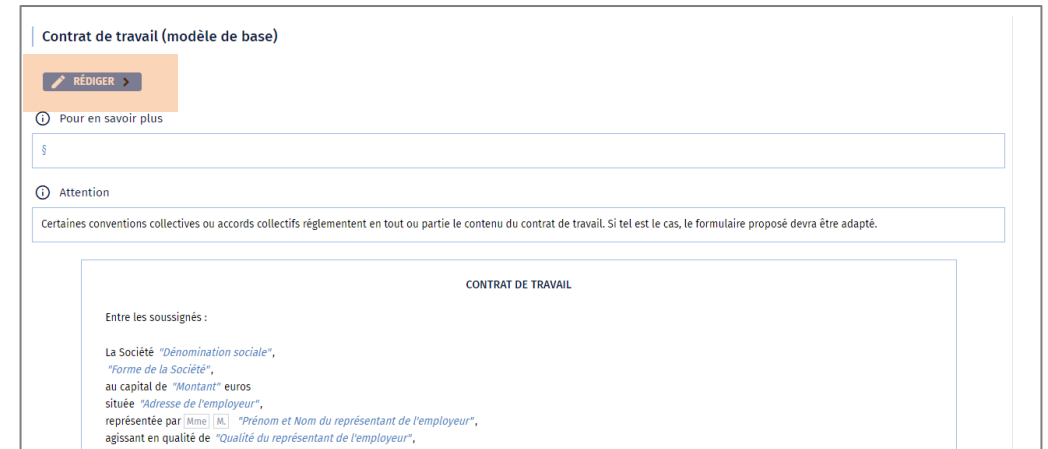 Contrat de travail (modèle de base)
RÉDIGER >
Pour en savoir plus
§
Attention
Certaines conventions collectives ou accords collectifs réglementent en tout ou partie le contenu du contrat de travail. Si tel est le cas, le formulaire proposé devra être adapté.
CONTRAT DE TRAVAIL
Entre les soussignés :
La Société "Dénomination sociale",
"Forme de la Société",
au capital de "Montant" euros
située "Adresse de l'employeur",
représentée par Mme M. "Prénom et Nom du représentant de l'employeur",
agissant en qualité de "Qualité du représentant de l'employeur",